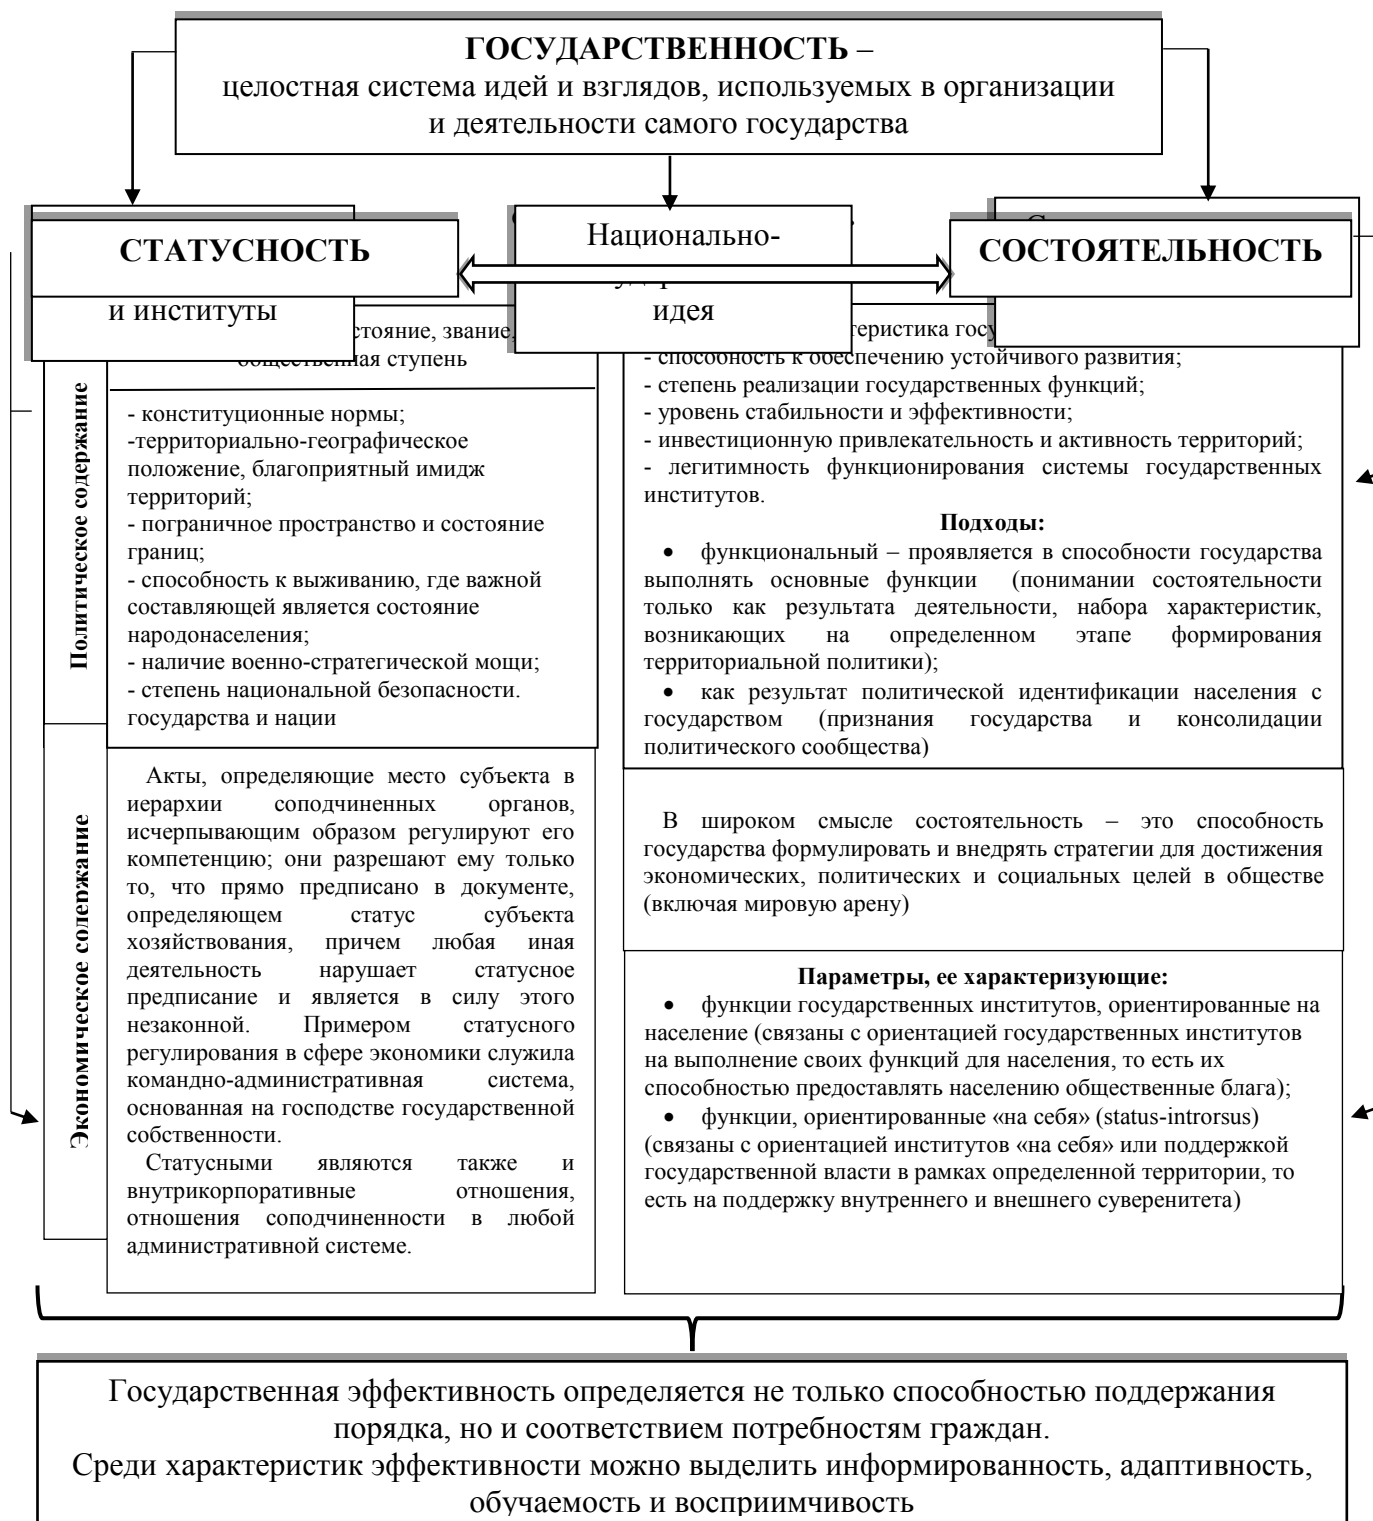 ГОСУДАРСТВЕННОСТЬ –
целостная система идей и взглядов, используемых в организации
и деятельности самого государства
СТАТУСНОСТЬ
и институты
Национально-
идея
СОСТОЯТЕЛЬНОСТЬ
Политическое содержание
стояние, звание,
общественная ступень
- конституционные нормы;
-территориально-географическое
положение, благоприятный имидж
территорий;
- пограничное пространство и состояние
границ;
- способность к выживанию, где важной
составляющей является состояние
народонаселения;
- наличие военно-стратегической мощи;
- степень национальной безопасности.
государства и нации
- способность к обеспечению устойчивого развития;
- степень реализации государственных функций;
- уровень стабильности и эффективности;
- инвестиционную привлекательность и активность территорий;
- легитимность функционирования системы государственных
институтов.
Подходы:
• функциональный – проявляется в способности государства
выполнять основные функции (понимании состоятельности
только как результата деятельности, набора характеристик,
возникающих на определенном этапе формирования
территориальной политики);
• как результат политической идентификации населения с
государством (признания государства и консолидации
политического сообщества)
Экономическое содержание
Акты, определяющие место субъекта в
иерархии соподчиненных органов,
исчерпывающим образом регулируют его
компетенцию; они разрешают ему только
то, что прямо предписано в документе,
определяющем статус субъекта
хозяйствования, причем любая иная
деятельность нарушает статусное
предписание и является в силу этого
незаконной. Примером статусного
регулирования в сфере экономики служила
командно-административная система,
основанная на господстве государственной
собственности.
Статусными являются также и
внутрикорпоративные отношения,
отношения соподчиненности в любой
административной системе.
В широком смысле состоятельность – это способность
государства формулировать и внедрять стратегии для достижения
экономических, политических и социальных целей в обществе
(включая мировую арену)
Параметры, ее характеризующие:
• функции государственных институтов, ориентированные на
население (связаны с ориентацией государственных институтов
на выполнение своих функций для населения, то есть их
способностью предоставлять населению общественные блага);
• функции, ориентированные «на себя» (status-introrsus)
(связаны с ориентацией институтов «на себя» или поддержкой
государственной власти в рамках определенной территории, то
есть на поддержку внутреннего и внешнего суверенитета)
Государственная эффективность определяется не только способностью поддержания
порядка, но и соответствием потребностям граждан.
Среди характеристик эффективности можно выделить информированность, адаптивность,
обучаемость и восприимчивость